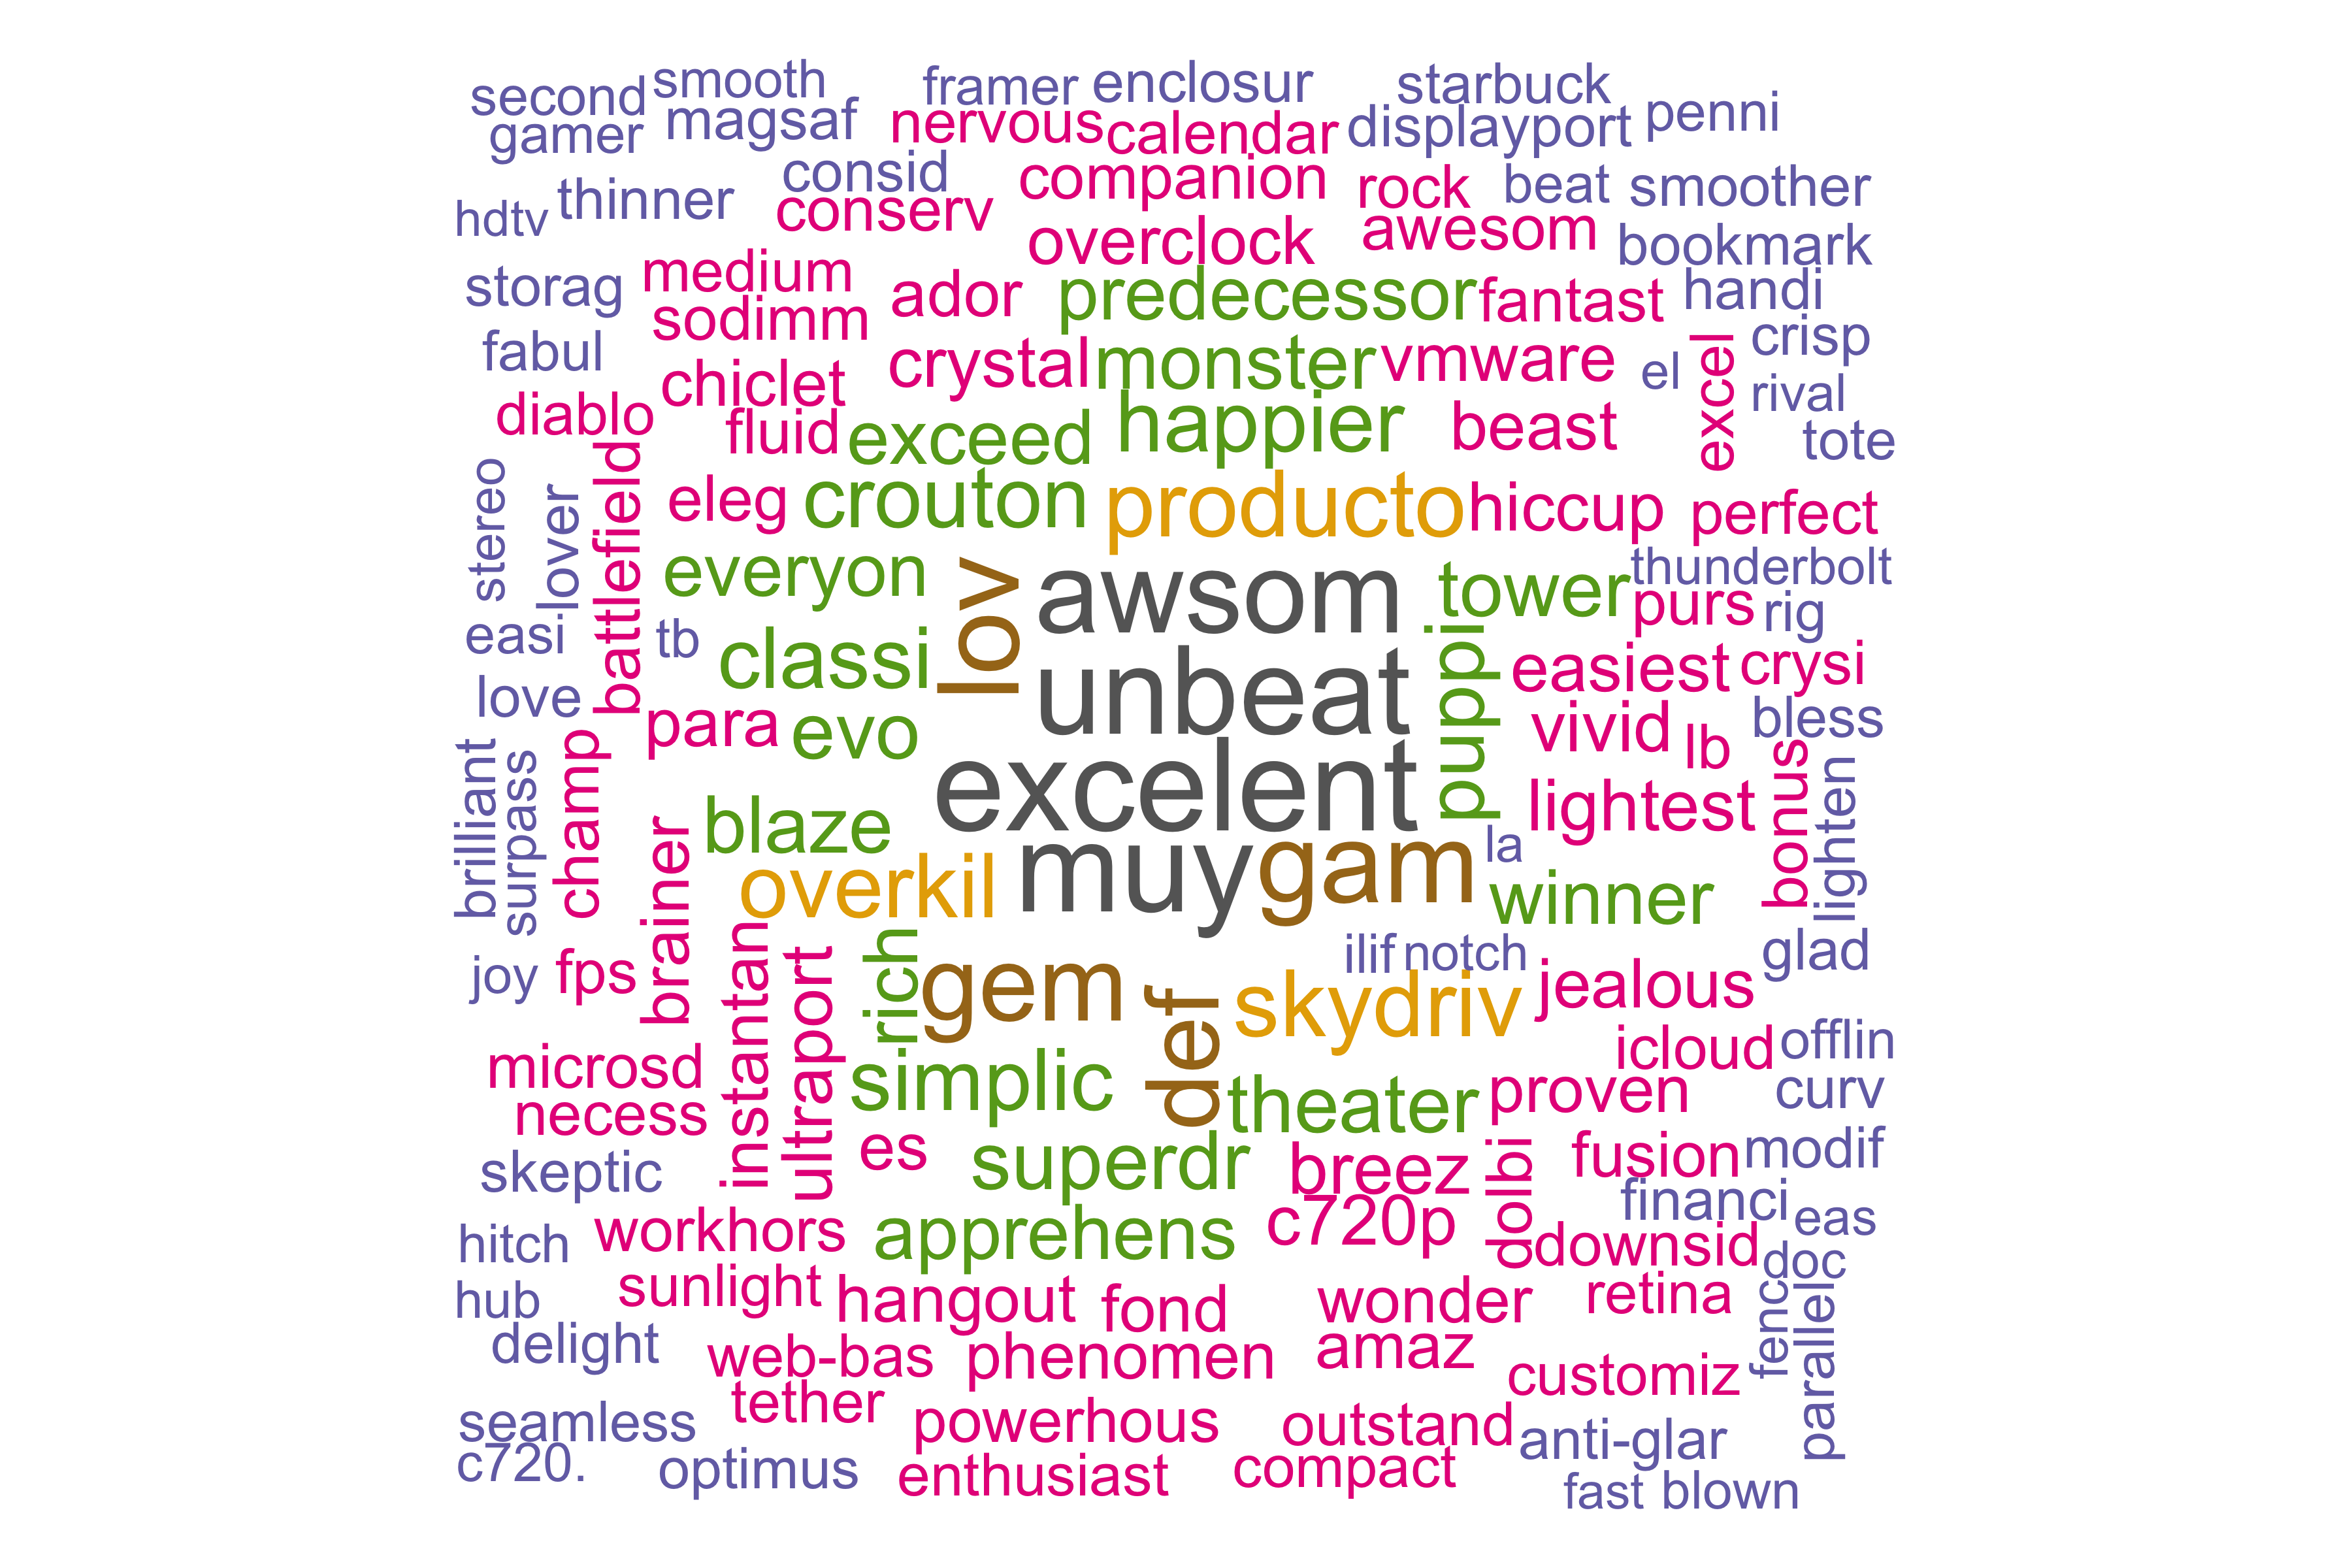 second smooth framer enclosur starbuck
gamer magsaf nervous calendar displayport penni
hdtv thinner consid companion rock beat smoother
conserv overclock awesom bookmark
storag medium ador predecessor fantast handi
fabul sodimm crystal monster vmware el excel crisp
chiclet rival
diablo fluid exceed happier beast tote
stereo lover battlefield eleg crouton producto hiccup perfect
everyon lov awsom tower thunderbolt
easi tb purs rig
love classi unbeat puppi easiest crysi
para evo vivid lb bless
brilliant surpass champ excelent lightest bonus lighten
brainer blaze la
overkil muy gam winner
joy fps instantan ultraport rich gem def ilif notch glad
skydriv jealous
microsd simplic icloud offlin
necess theater proven curv
skeptic es superdr breez dolbi fusion modif
hitch workhors apprehens c720p financi eas
downsid doc
hub sunlight hangout fond wonder retina fenc parallelc
delight web-bas phenomen amaz customiz
seamless tether powerhous outstand anti-glar
c720. optimus enthusiast compact fast blown